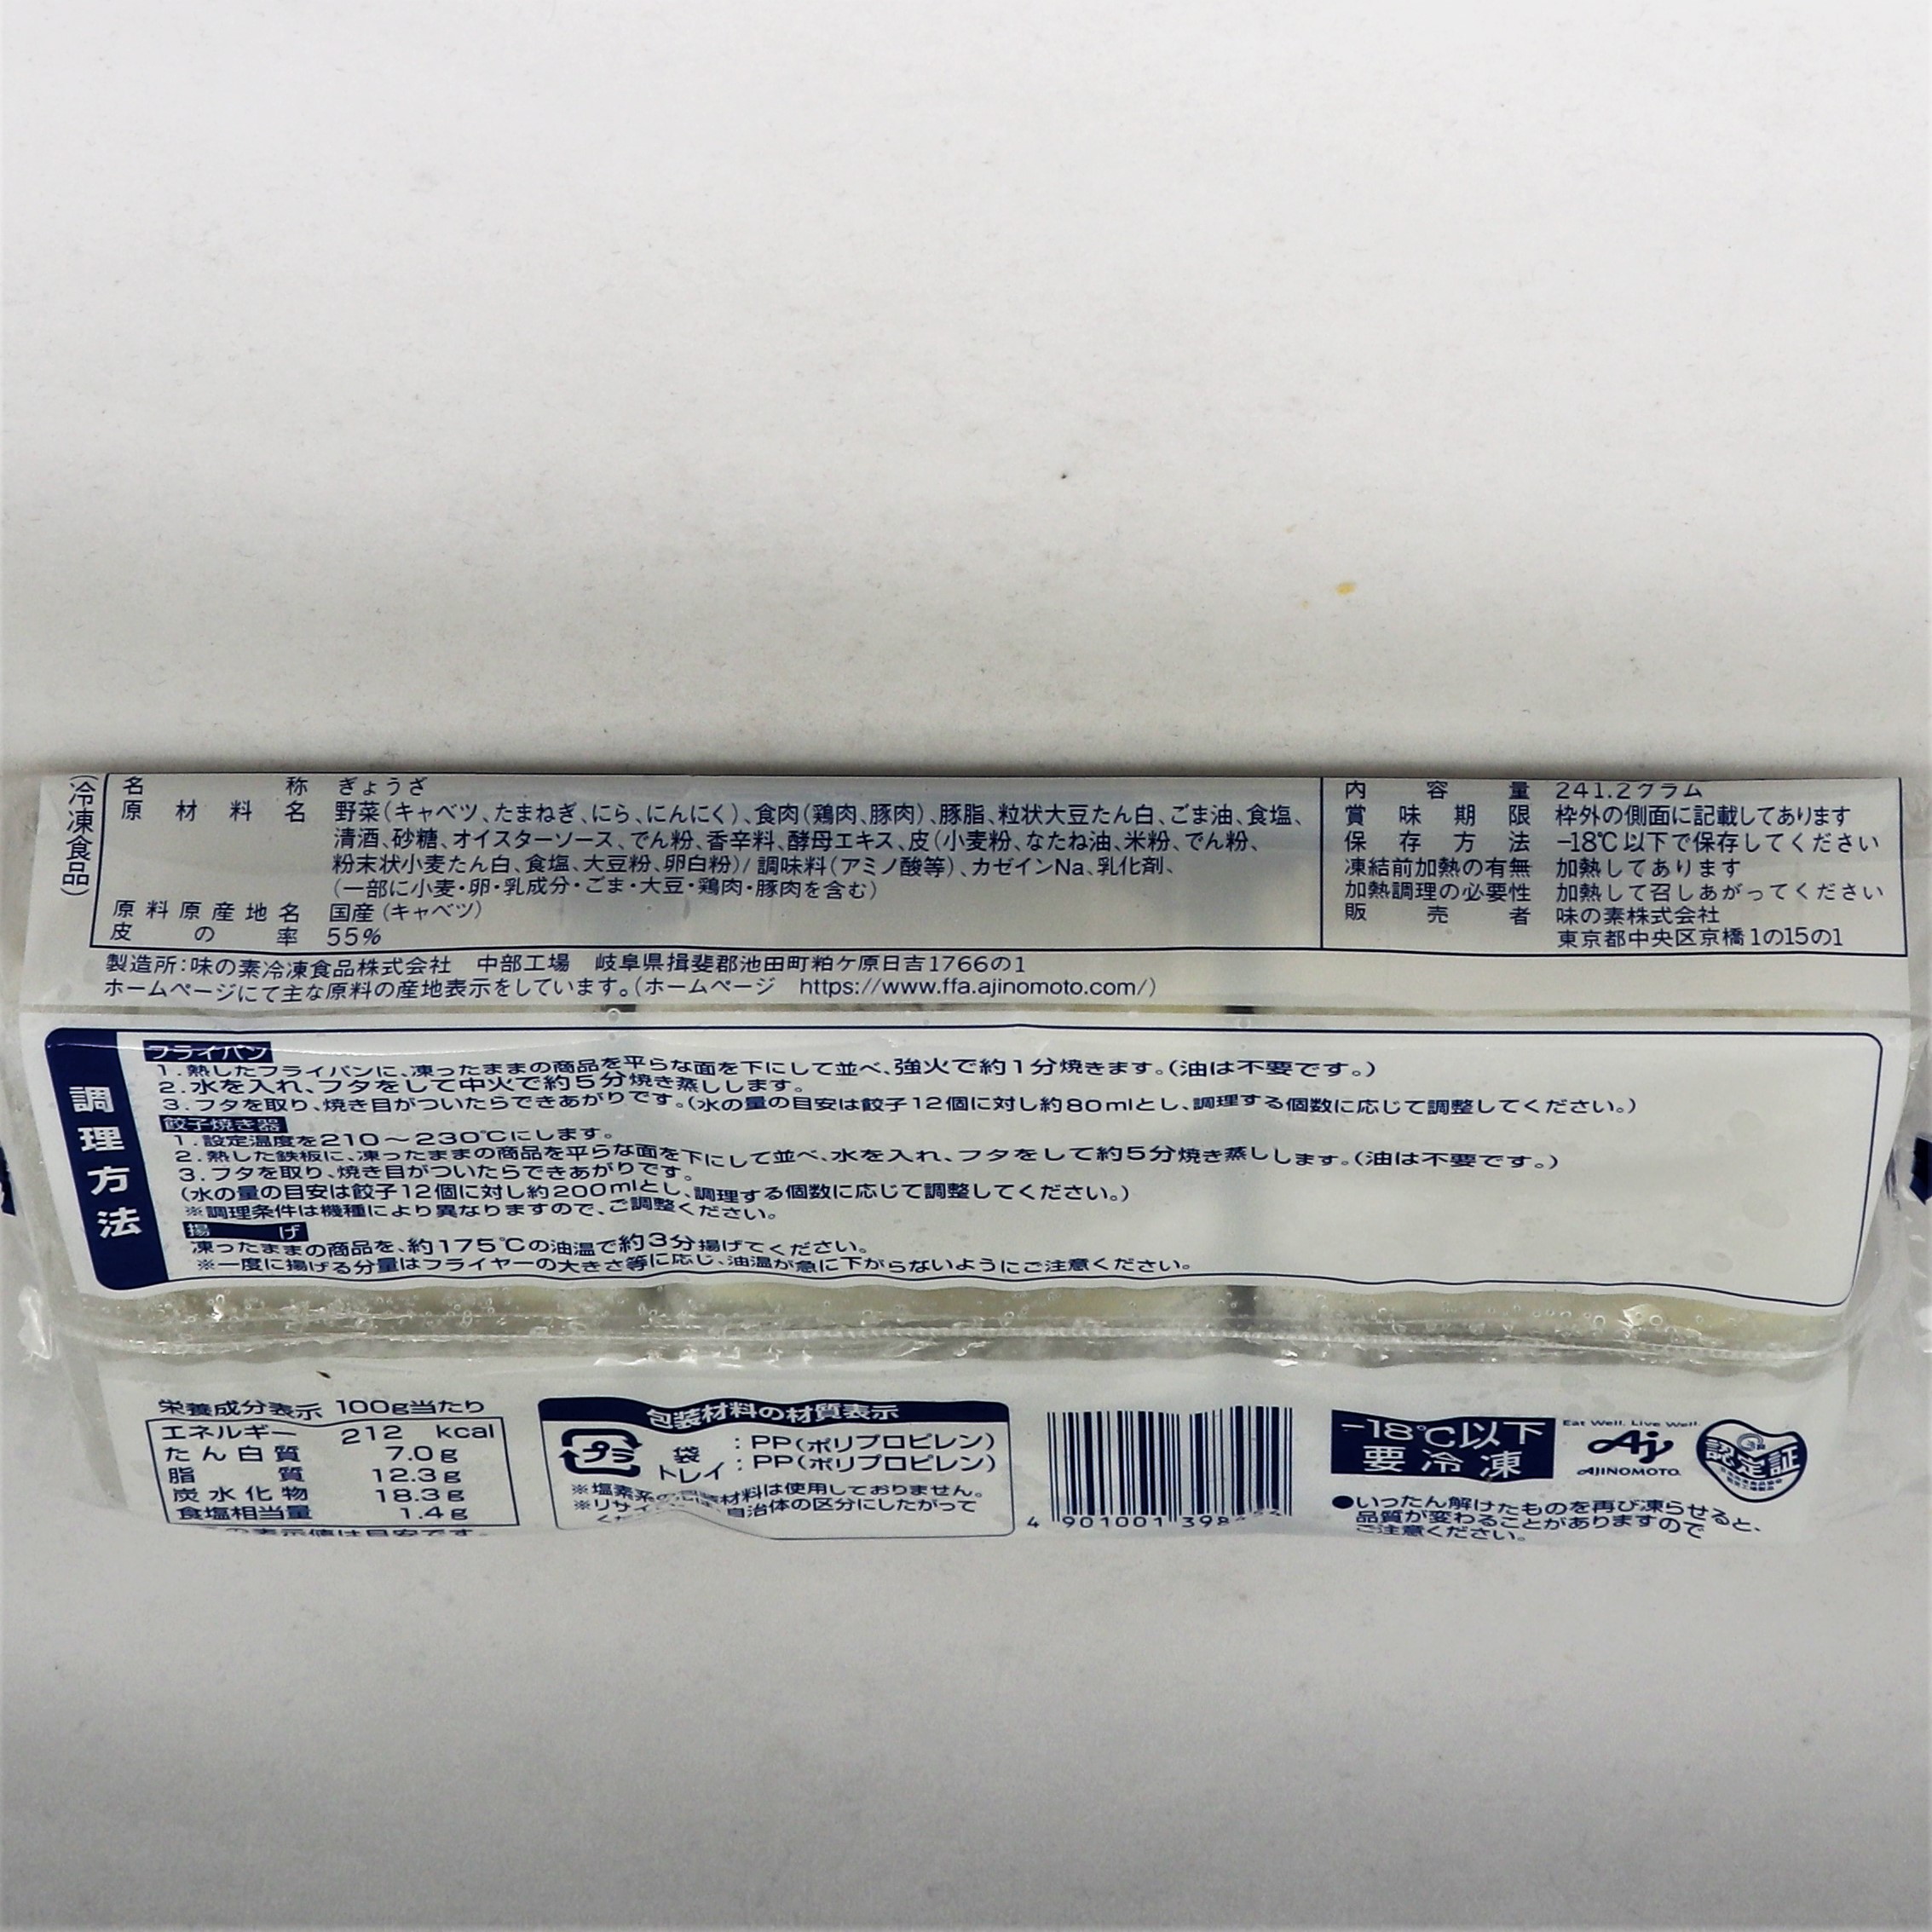 (冷凍食品)
名称 ぎょうざ
原材料名 野菜(キャベツ、たまねぎ、にら、にんにく)、食肉(鶏肉、豚肉)、豚脂、粒状大豆たん白、ごま油、食塩、
清酒、砂糖、オイスターソース、でん粉、香辛料、酵母エキス、皮(小麦粉、なたね油、米粉、でん粉、
粉末状小麦たん白、食塩、大豆粉、卵白粉)/調味料(アミノ酸等)、カゼインNa、乳化剤、
(一部に小麦・卵・乳成分・ごま・大豆・鶏肉・豚肉を含む)
原料原産地名 国産(キャベツ)
皮の率 55%
内容量 241.2グラム
賞味期限 枠外の側面に記載してあります
保存方法 -18℃以下で保存してください
凍結前加熱の有無 加熱してあります
加熱調理の必要性 加熱して召しあがってください
販売者 味の素株式会社
東京都中央区京橋1の15の1
製造所:味の素冷凍食品株式会社 中部工場 岐阜県揖斐郡池田町粕ケ原日吉1766の1
ホームページにて主な原料の産地表示をしています。(ホームページ https://www.ffa.ajinomoto.com/)
調理方法
フライパン
1.熱したフライパンに、凍ったままの商品を平らな面を下にして並べ、強火で約1分焼きます。(油は不要です。)
2.水を入れ、フタをして中火で約5分焼き蒸しします。
3.フタを取り、焼き目がついたらできあがりです。(水の量の目安は餃子12個に対し約80mlとし、調理する個数に応じて調整してください。)
餃子焼き器
1.設定温度を210～230℃にします。
2.熱した鉄板に、凍ったままの商品を平らな面を下にして並べ、水を入れ、フタをして約5分焼き蒸しします。(油は不要です。)
3.フタを取り、焼き目がついたらできあがりです。
(水の量の目安は餃子12個に対し約200mlとし、調理する個数に応じて調整してください。)
※調理条件は機種により異なりますので、ご調整ください。
揚げ
凍ったままの商品を、約175℃の油温で約3分揚げてください。
※一度に揚げる分量はフライヤーの大きさ等に応じ、油温が急に下がらないようにご注意ください。
栄養成分表示 100g当たり
エネルギー 212 kcal
たん白質 7.0g
脂質 12.3g
炭水化物 18.3g
食塩相当量 1.4g
の表示値は目安です。
包装材料の材質表示
プラ
袋 :PP(ポリプロピレン)
トレイ:PP(ポリプロピレン)
※塩素系の包装材料は使用しておりません。
※リサイ 自治体の区分にしたがって
4 901001 398
-18℃以下
要冷凍
Eat Well, Live Well.
Aj
AJINOMOTO
認定証
●いったん解けたものを再び凍らせると、
品質が変わることがありますので
ご注意ください。